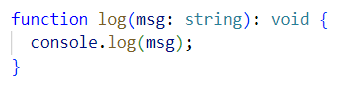 function log(msg: string): void {
  console.log(msg);
}